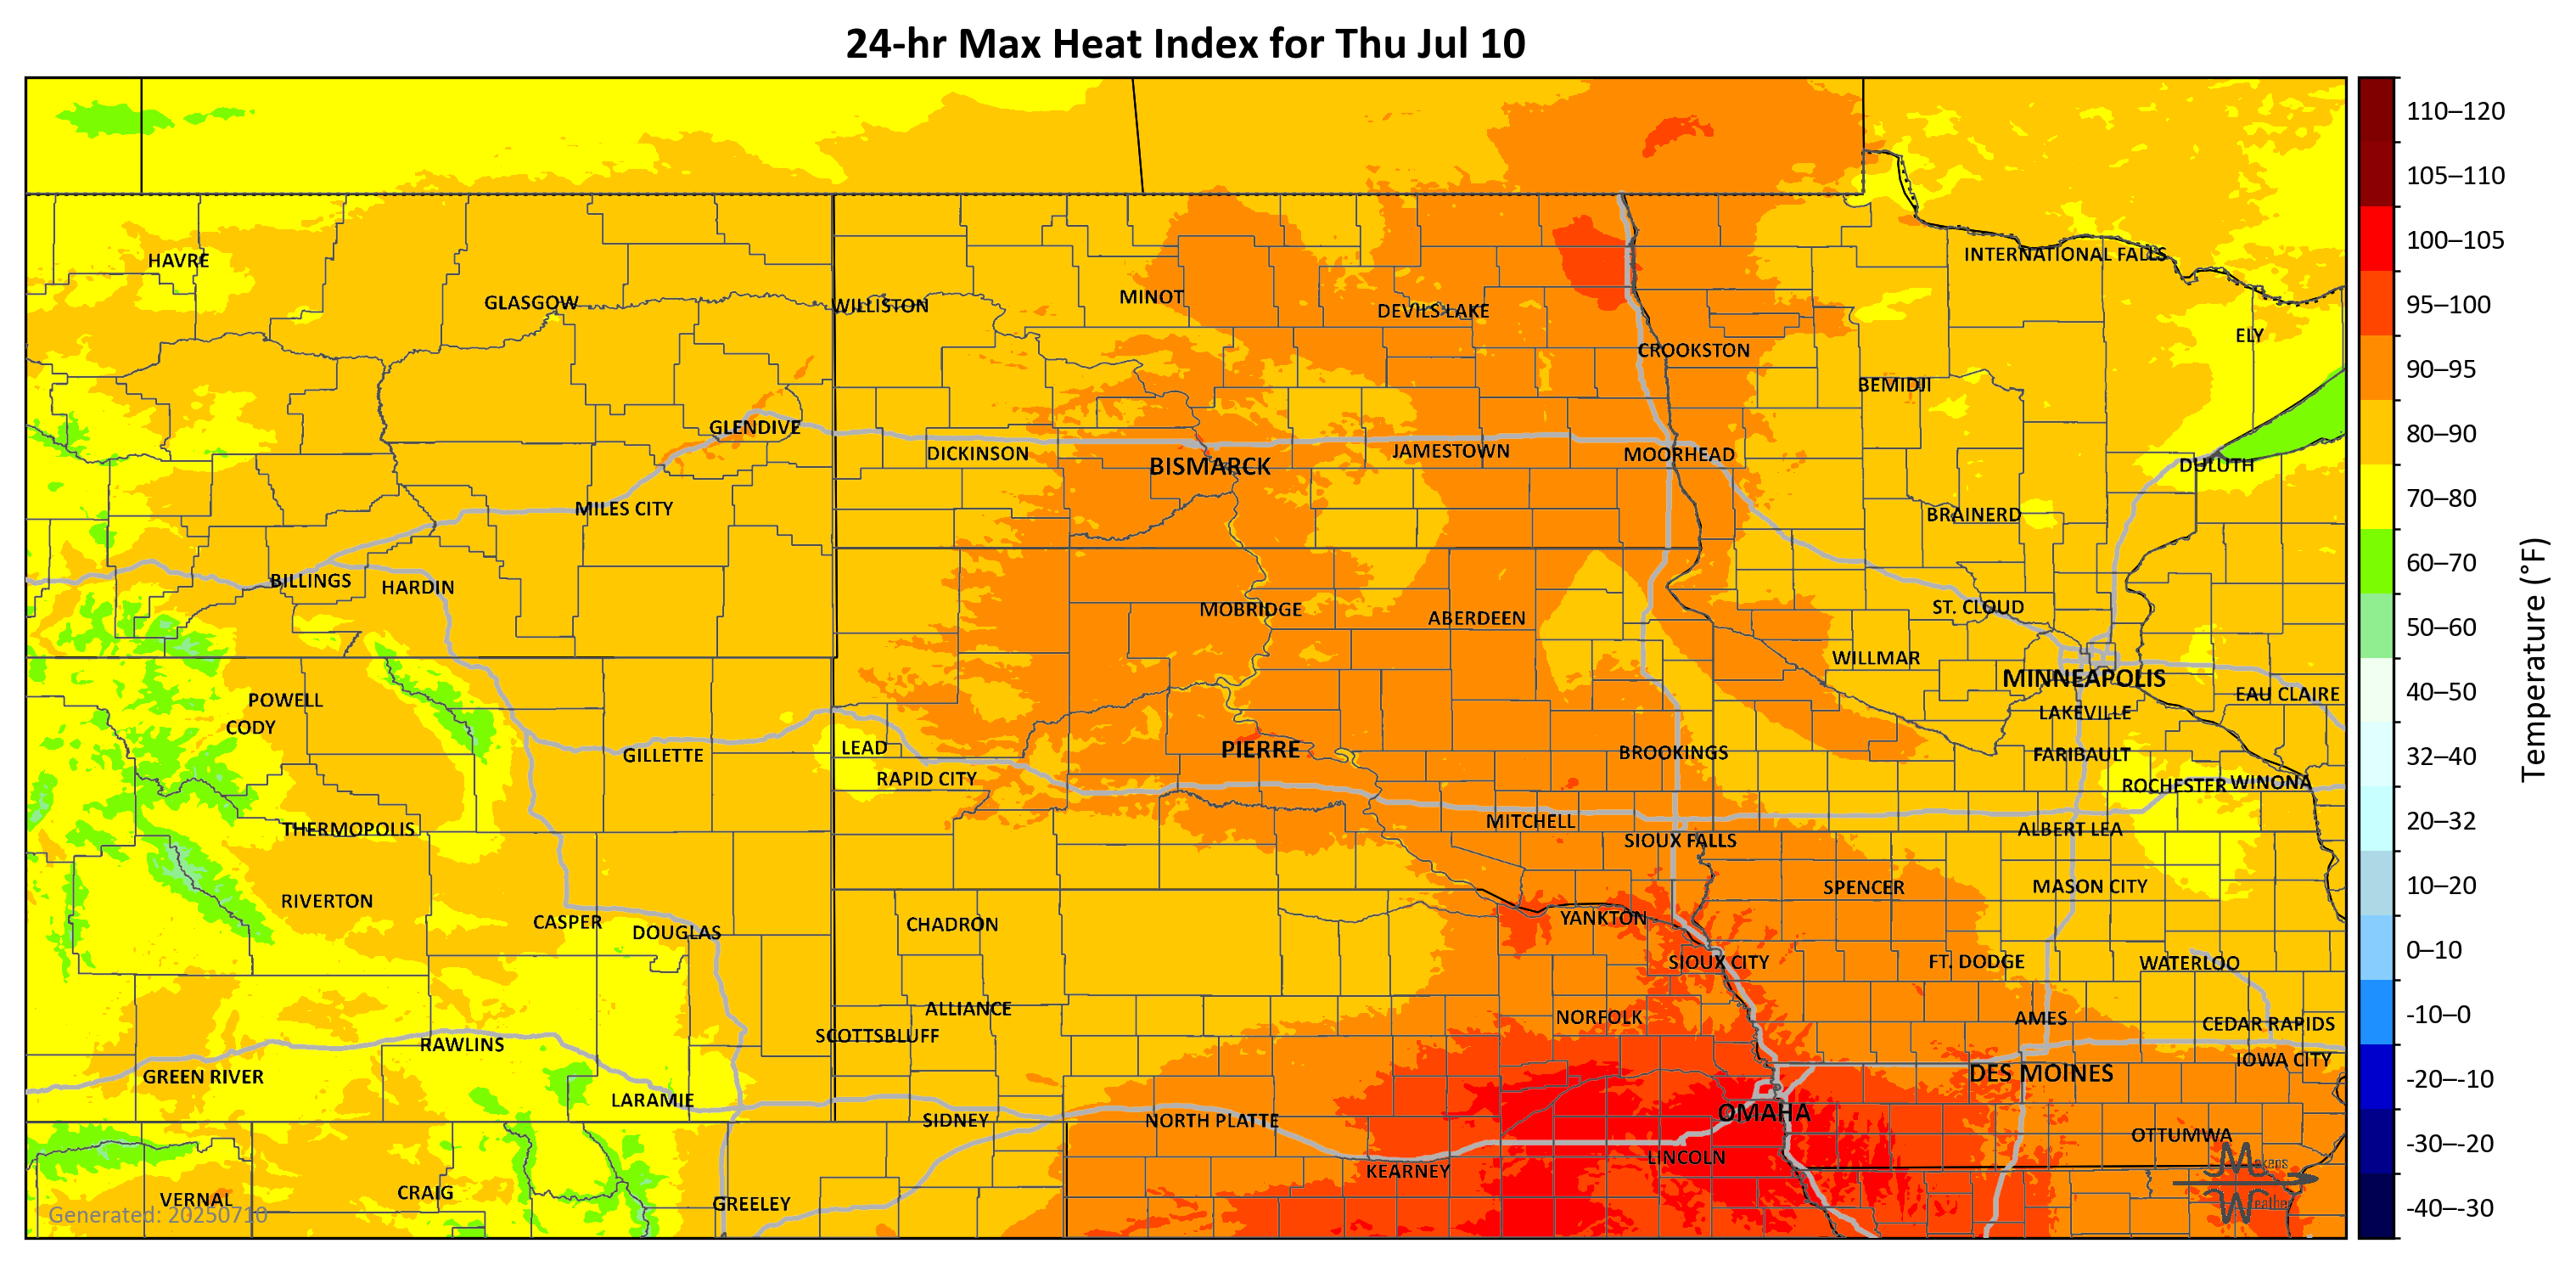 24-hr Max Heat Index for Thu Jul 10
HAVRE
GLASGOW
WILLISTON
MINOT
DEVILS LAKE
INTERNATIONAL FALLS
ELY
CROOKSTON
BEMIDJI
GLENDIVE
DICKINSON
BISMARCK
JAMESTOWN
MOORHEAD
DULUTH
MILES CITY
BRAINERD
BILLINGS
HARDIN
MOBRIDGE
ABERDEEN
ST. CLOUD
WILLMAR
MINNEAPOLIS
EAU CLAIRE
POWELL
CODY
LAKEVILLE
GILLETTE
LEAD
PIERRE
BROOKINGS
FARIBAULT
RAPID CITY
ROCHESTER
WINONA
THERMOPOLIS
MITCHELL
SIOUX FALLS
ALBERT LEA
RIVERTON
SPENCER
MASON CITY
CASPER
DOUGLAS
CHADRON
YANKTON
SIOUX CITY
FT. DODGE
WATERLOO
ALLIANCE
SCOTTSBLUFF
NORFOLK
AMES
CEDAR RAPIDS
RAWLINS
IOWA CITY
GREEN RIVER
DES MOINES
LARAMIE
SIDNEY
NORTH PLATTE
OMAHA
OTTUMWA
KEARNEY
LINCOLN
VERNAL
CRAIG
GREELEY
Generated: 20250710
Makens
Weather
110–120
105–110
100–105
95–100
90–95
80–90
70–80
60–70
50–60
40–50
32–40
20–32
10–20
0–10
-10–0
-20–-10
-30–-20
-40–-30
Temperature (°F)